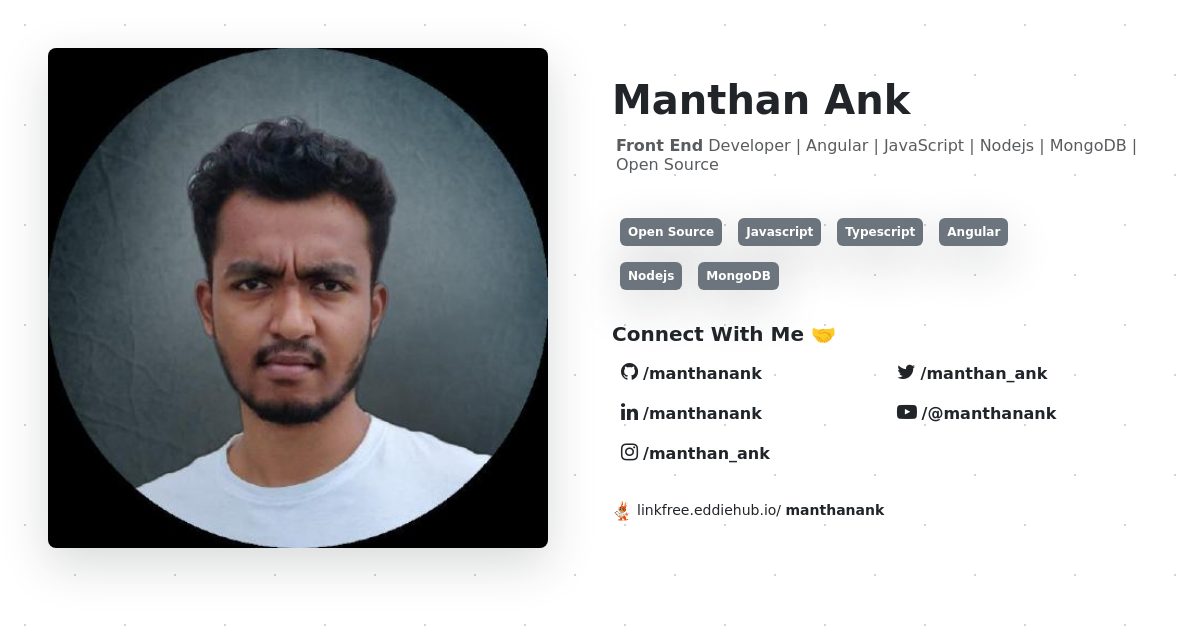 Manthan Ank
Front End Developer | Angular | JavaScript | Nodejs | MongoDB |
Open Source
Open Source Javascript Typescript Angular
Nodejs MongoDB
Connect With Me 🤝
/manthanank /manthan_ank
/manthanank /@manthanank
/manthan_ank
linkfree.eddiehub.io/ manthanank